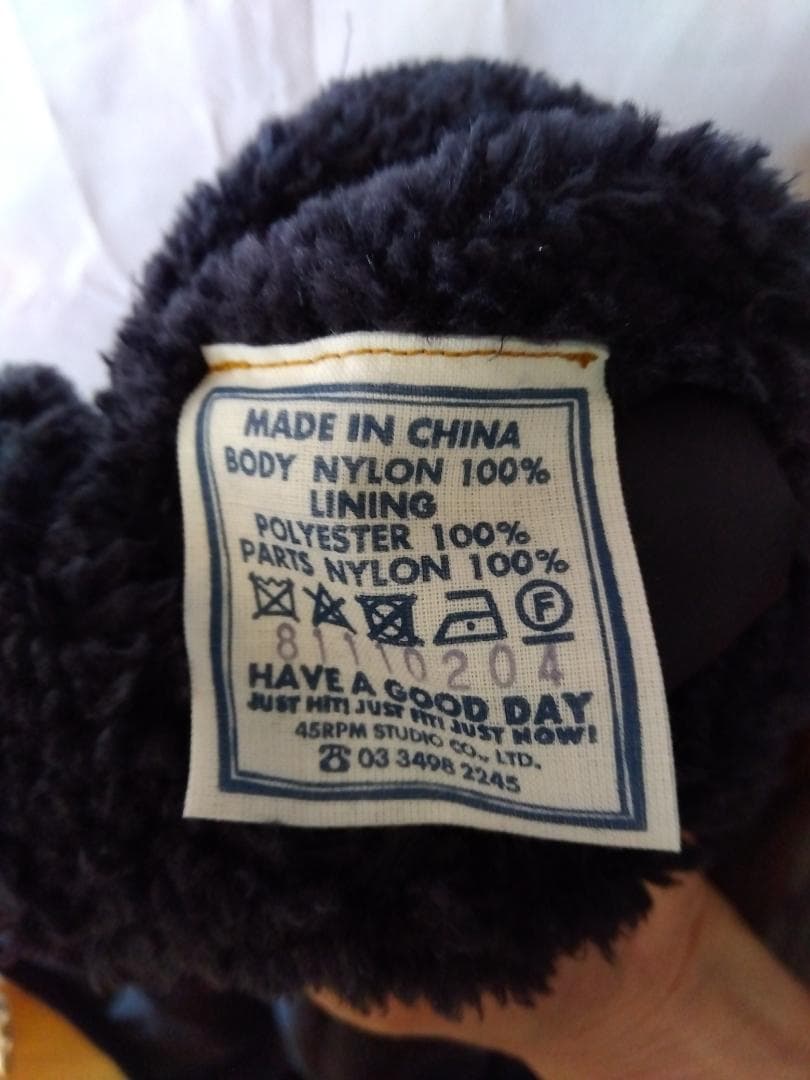 MADE IN CHINA
BODY NYLON 100%
LINING
POLYESTER 100%
PARTS NYLON 100%
F
81110204
HAVE A GOOD DAY
JUST HIT! JUST FIT! JUST NOW!
45RPM STUDIO CO., LTD.
☎ 03 3498 2245